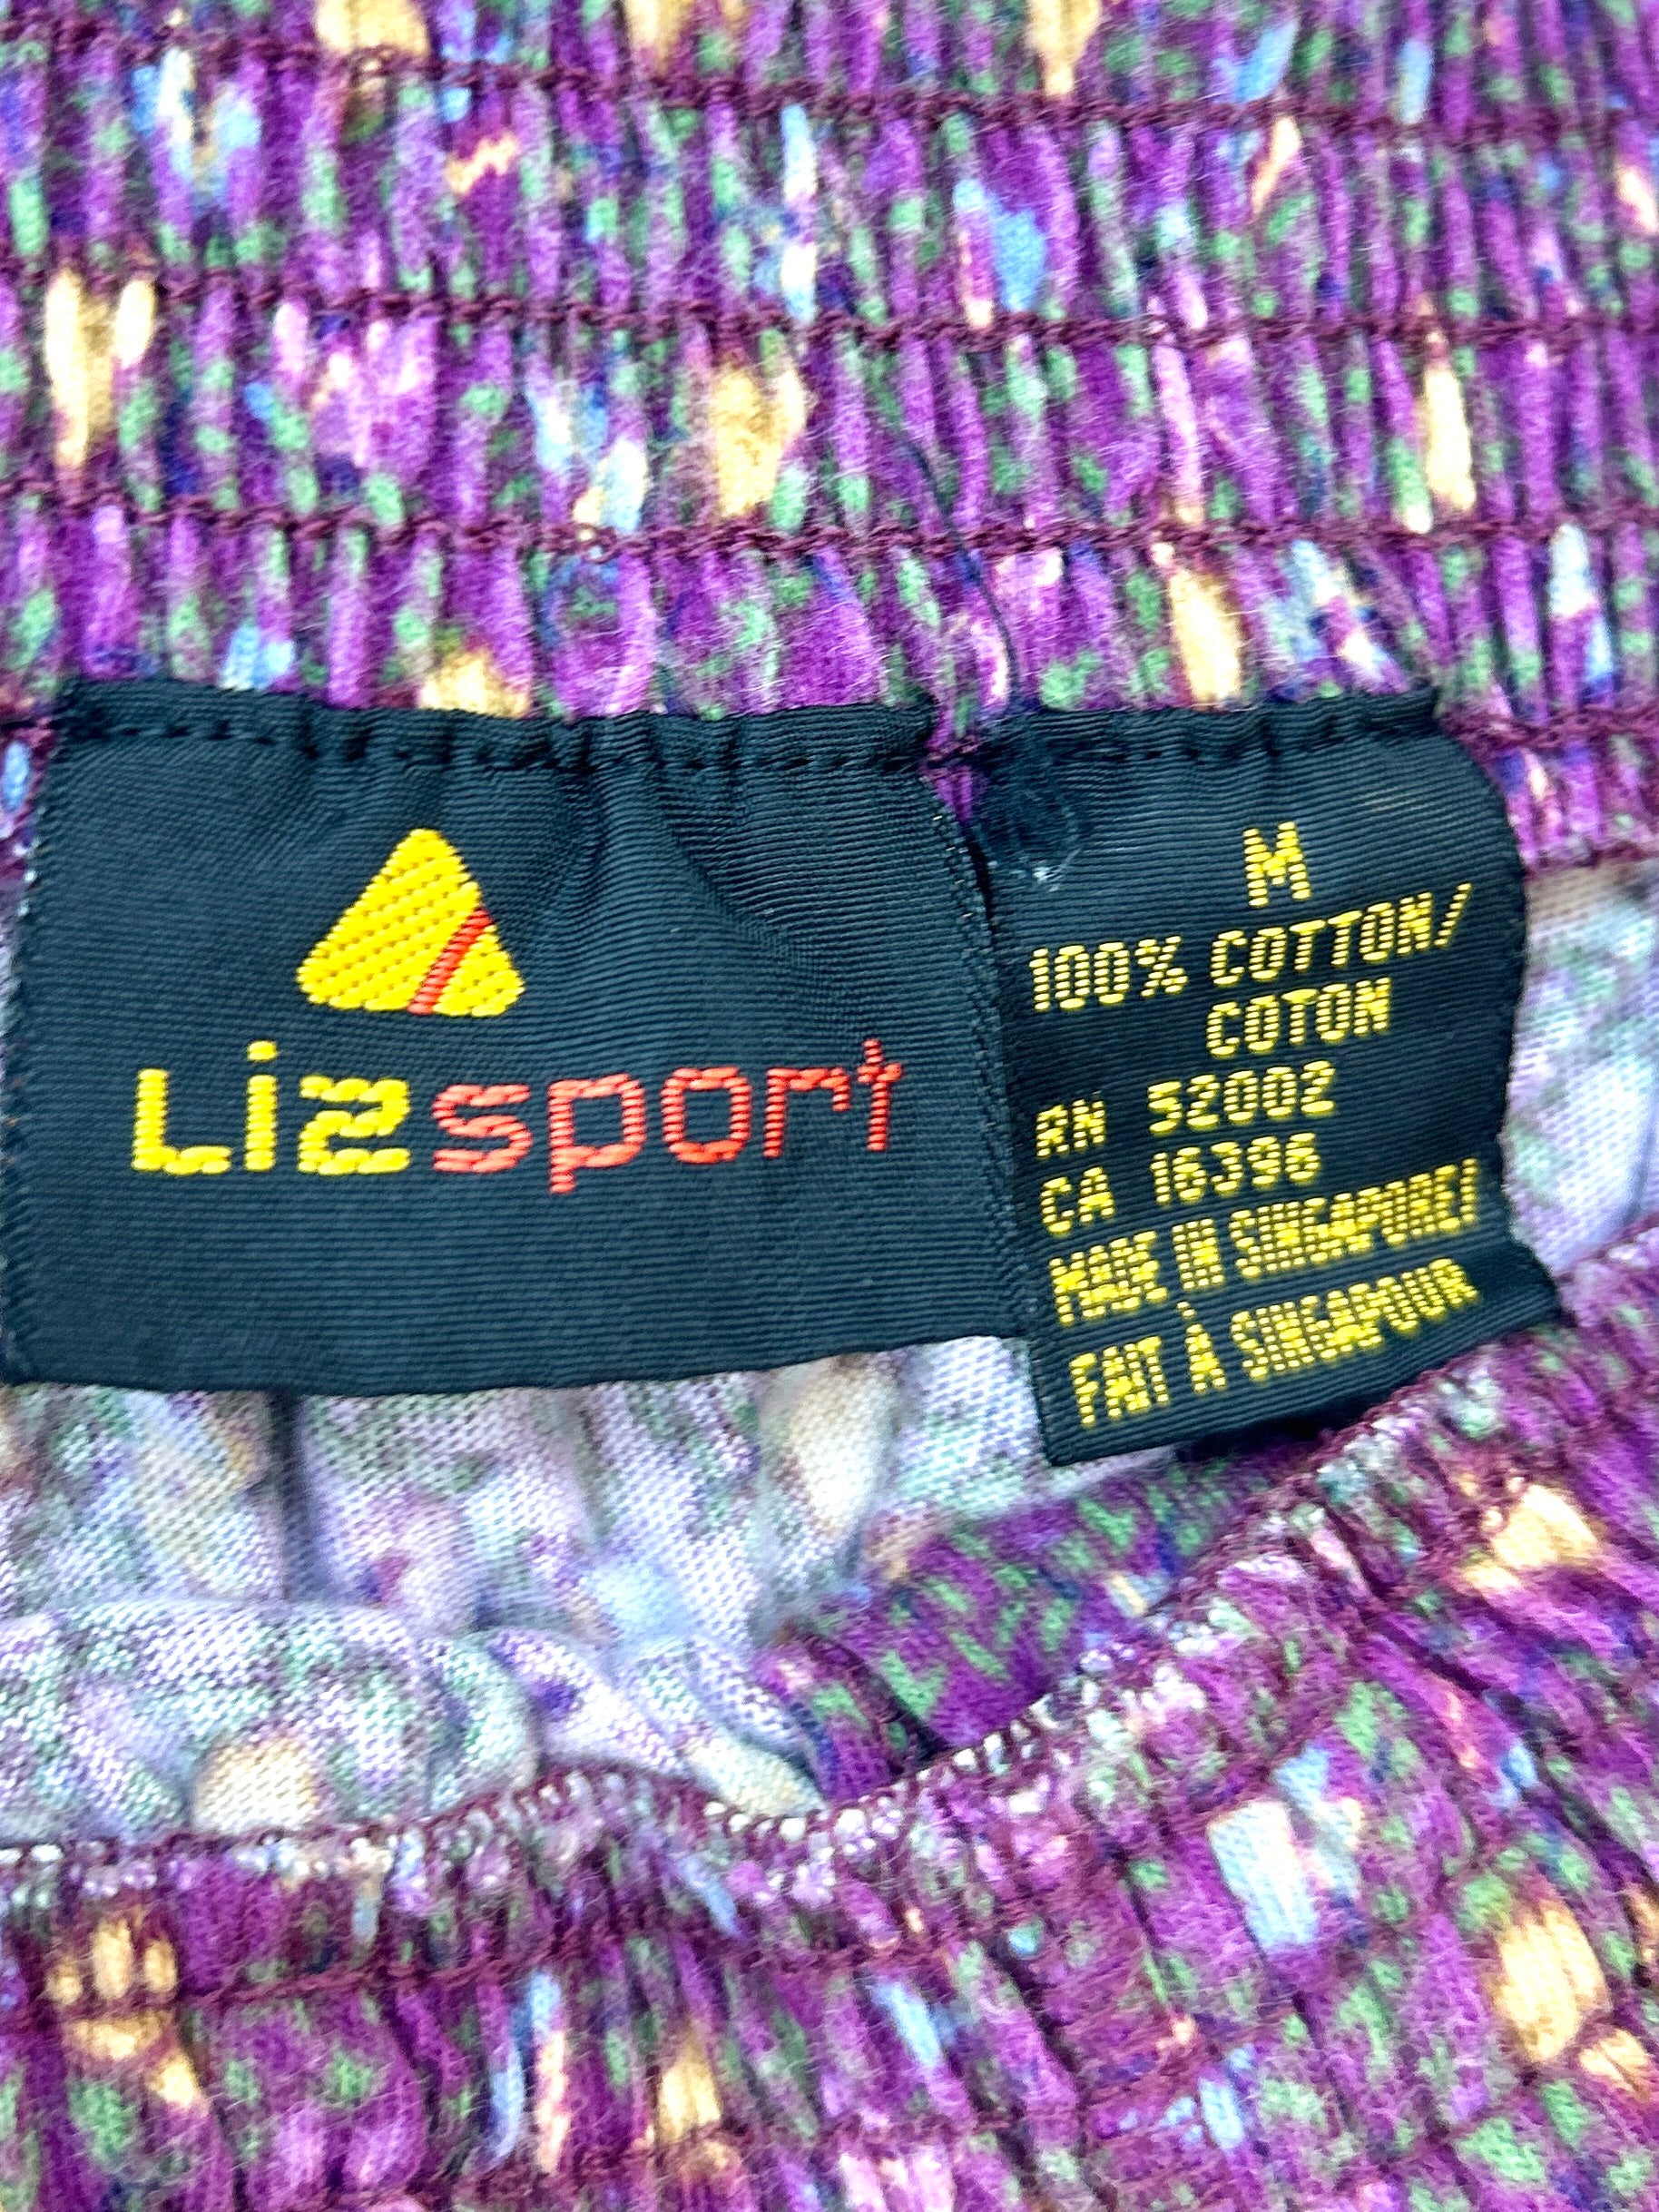 Lizsport
M
100% COTTON/
COTON
RN 52002
CA 16396
MADE IN SINGAPORE/
FAIT À SINGAPOUR